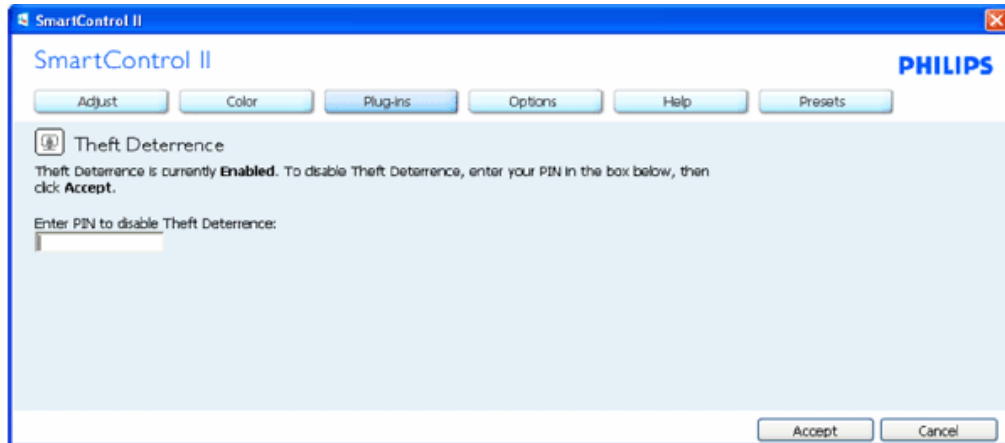 SmartControl II
SmartControl II
PHILIPS
Adjust Color Plug-ins Options Help Presets
Theft Deterrence
Theft Deterrence is currently Enabled. To disable Theft Deterrence, enter your PIN in the box below, then
click Accept.
Enter PIN to disable Theft Deterrence:
Accept Cancel